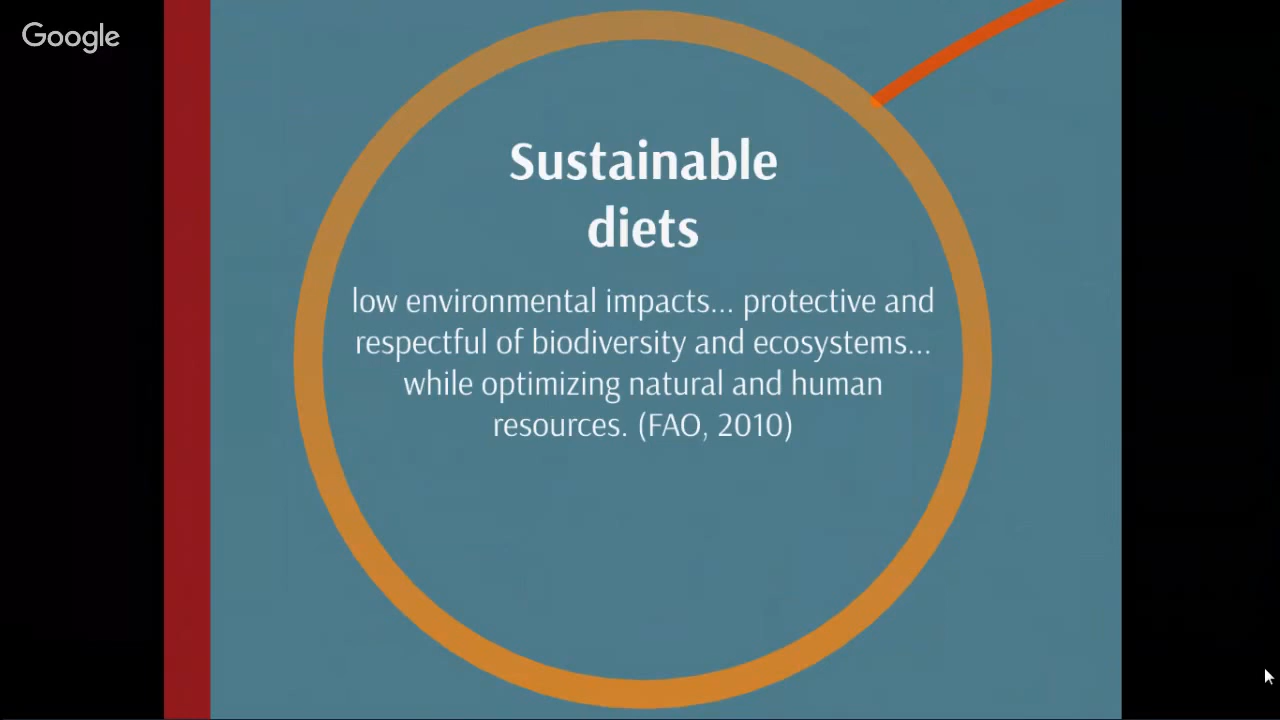 Google
Sustainable
diets
low environmental impacts... protective and
respectful of biodiversity and ecosystems...
while optimizing natural and human
resources. (FAO, 2010)